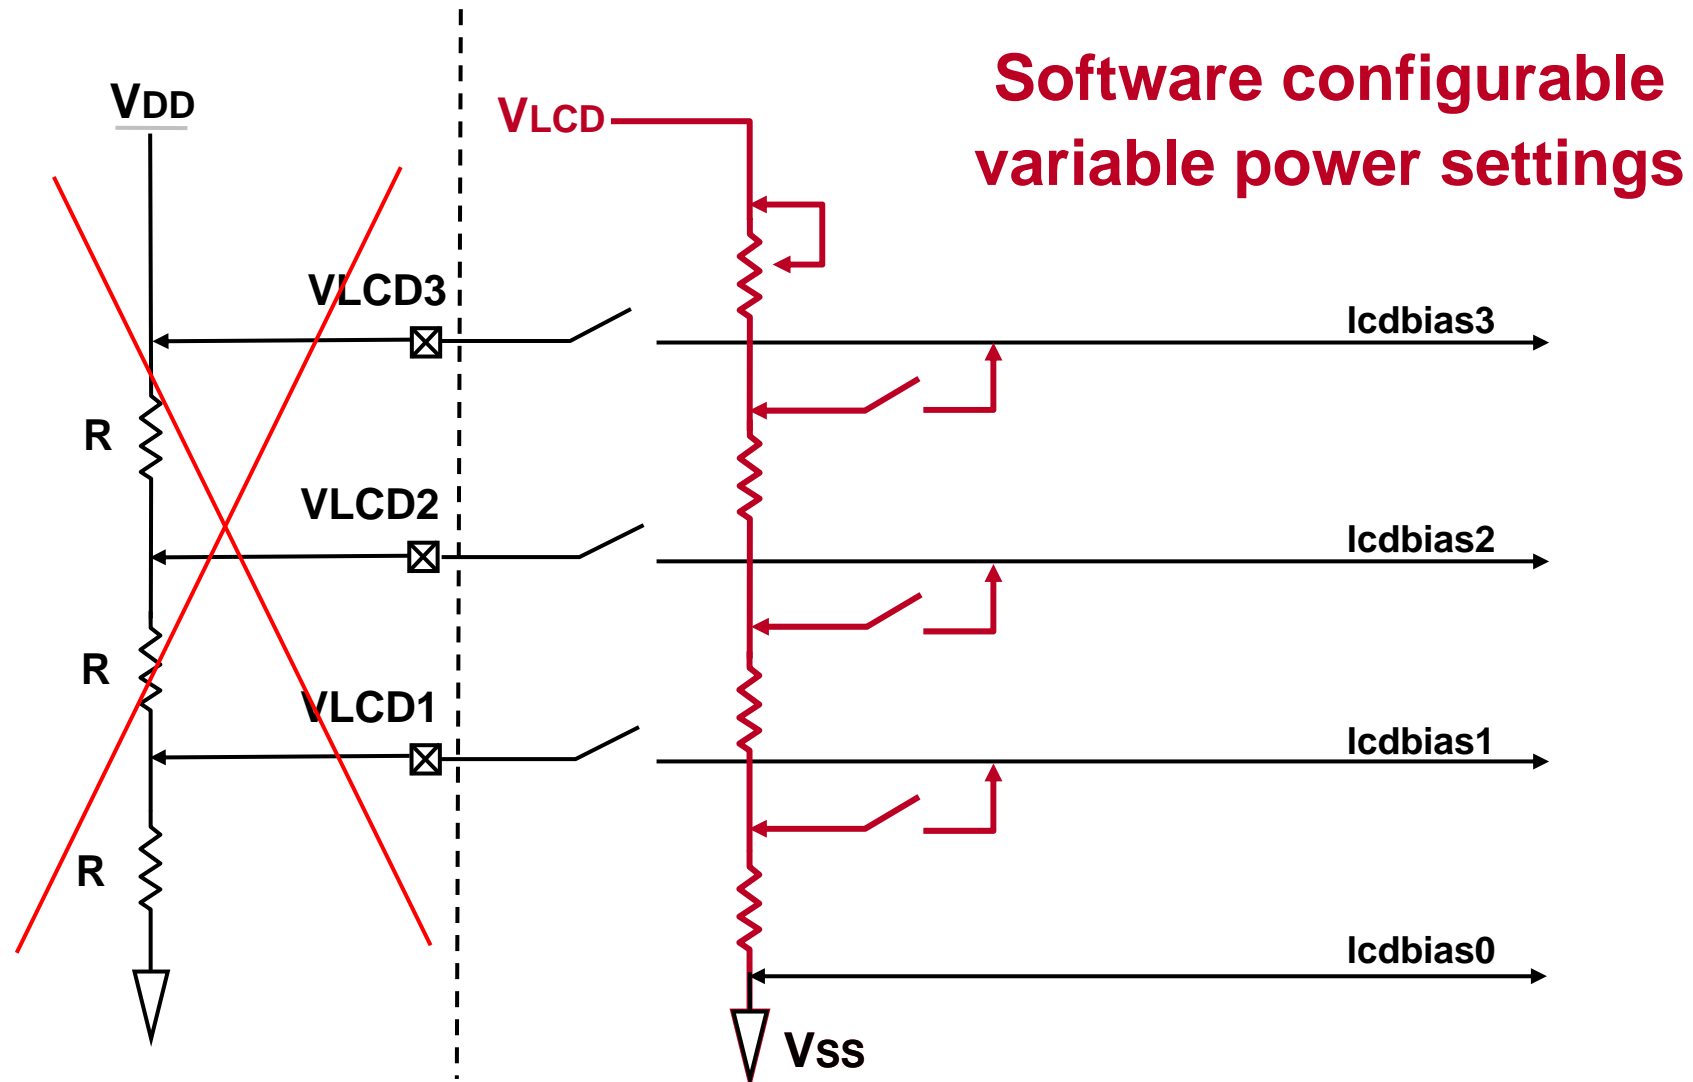 Software configurable
variable power settings
VDD
VLCD
VLCD3
lcdbias3
R
VLCD2
lcdbias2
R
VLCD1
lcdbias1
R
lcdbias0
VSS